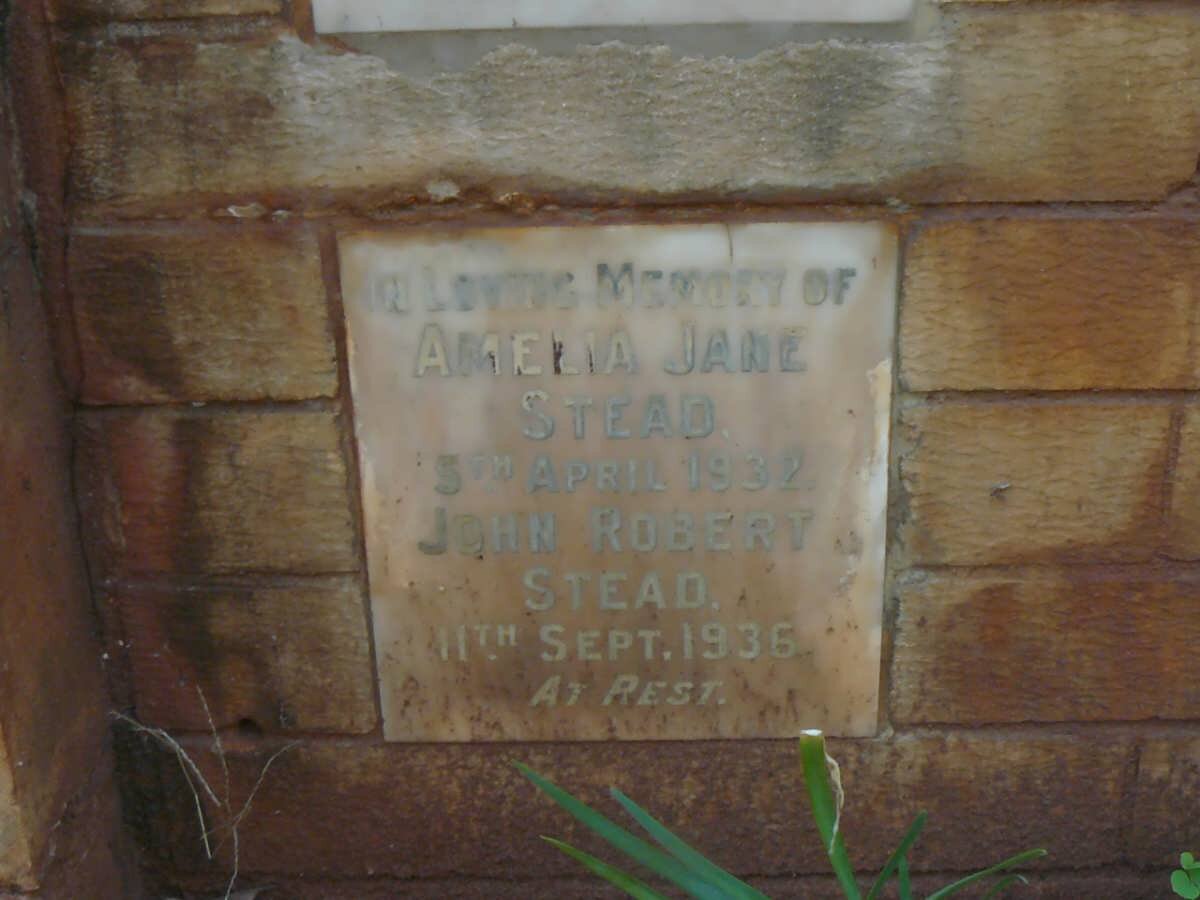 IN LOVING MEMORY OF
AMELIA JANE
STEAD.
5TH APRIL 1932.
JOHN ROBERT
STEAD.
11TH SEPT. 1936
AT REST.